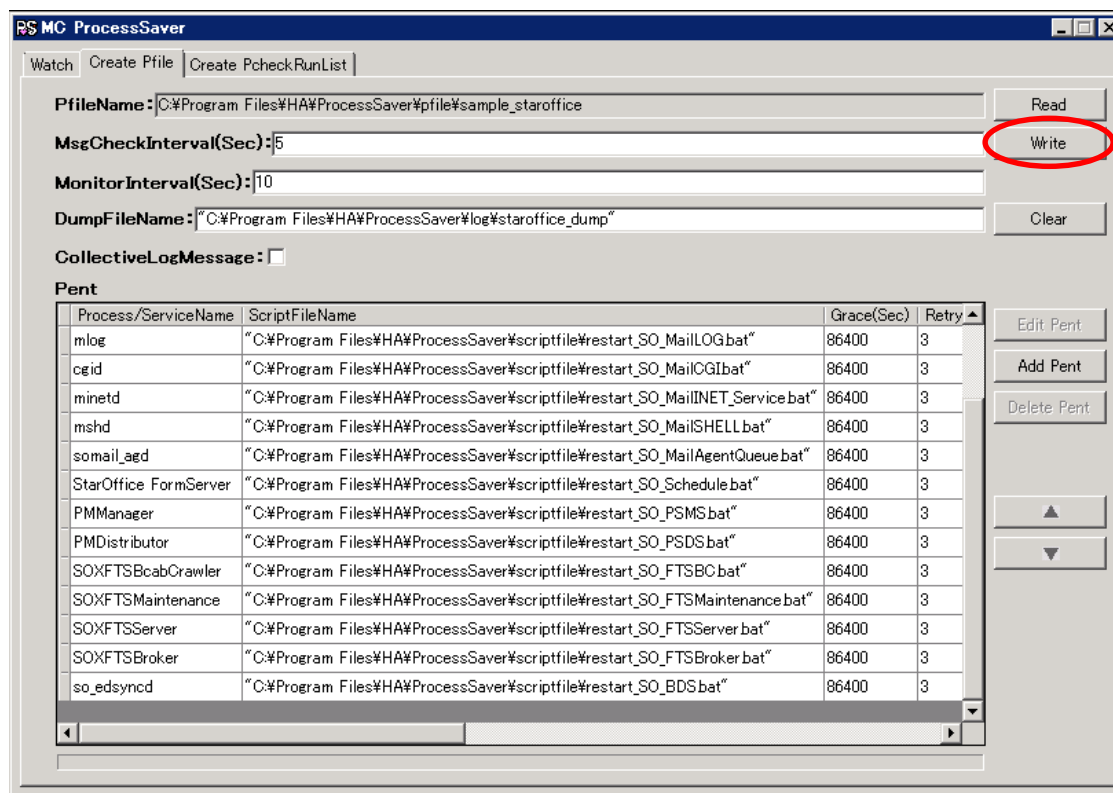 PS MC ProcessSaver
Watch Create Pfile Create PcheckRunList
PfileName: C:¥Program Files¥HA¥ProcessSaver¥pfile¥sample_staroffice Read
MsgCheckInterval(Sec): 5 Write
MonitorInterval(Sec): 10
DumpFileName: "C:¥Program Files¥HA¥ProcessSaver¥log¥staroffice_dump" Clear
CollectiveLogMessage:
Pent
Process/ServiceName ScriptFileName Grace(Sec) Retry
mlog "C:¥Program Files¥HA¥ProcessSaver¥scriptfile¥restart_SO_MailLOG.bat" 86400 3
cgid "C:¥Program Files¥HA¥ProcessSaver¥scriptfile¥restart_SO_MailCGI.bat" 86400 3
minetd "C:¥Program Files¥HA¥ProcessSaver¥scriptfile¥restart_SO_MailINET_Service.bat" 86400 3
mshd "C:¥Program Files¥HA¥ProcessSaver¥scriptfile¥restart_SO_MailSHELL.bat" 86400 3
somail_agd "C:¥Program Files¥HA¥ProcessSaver¥scriptfile¥restart_SO_MailAgentQueue.bat" 86400 3
StarOffice FormServer "C:¥Program Files¥HA¥ProcessSaver¥scriptfile¥restart_SO_Schedule.bat" 86400 3
PMManager "C:¥Program Files¥HA¥ProcessSaver¥scriptfile¥restart_SO_PSMS.bat" 86400 3
PMDistributor "C:¥Program Files¥HA¥ProcessSaver¥scriptfile¥restart_SO_PSDS.bat" 86400 3
SOXFTSBcabCrawler "C:¥Program Files¥HA¥ProcessSaver¥scriptfile¥restart_SO_FTSBC.bat" 86400 3
SOXFTSMaintenance "C:¥Program Files¥HA¥ProcessSaver¥scriptfile¥restart_SO_FTSMaintenance.bat" 86400 3
SOXFTSServer "C:¥Program Files¥HA¥ProcessSaver¥scriptfile¥restart_SO_FTSServer.bat" 86400 3
SOXFTSBroker "C:¥Program Files¥HA¥ProcessSaver¥scriptfile¥restart_SO_FTSBroker.bat" 86400 3
so_edsyncd "C:¥Program Files¥HA¥ProcessSaver¥scriptfile¥restart_SO_BDS.bat" 86400 3
Edit Pent
Add Pent
Delete Pent